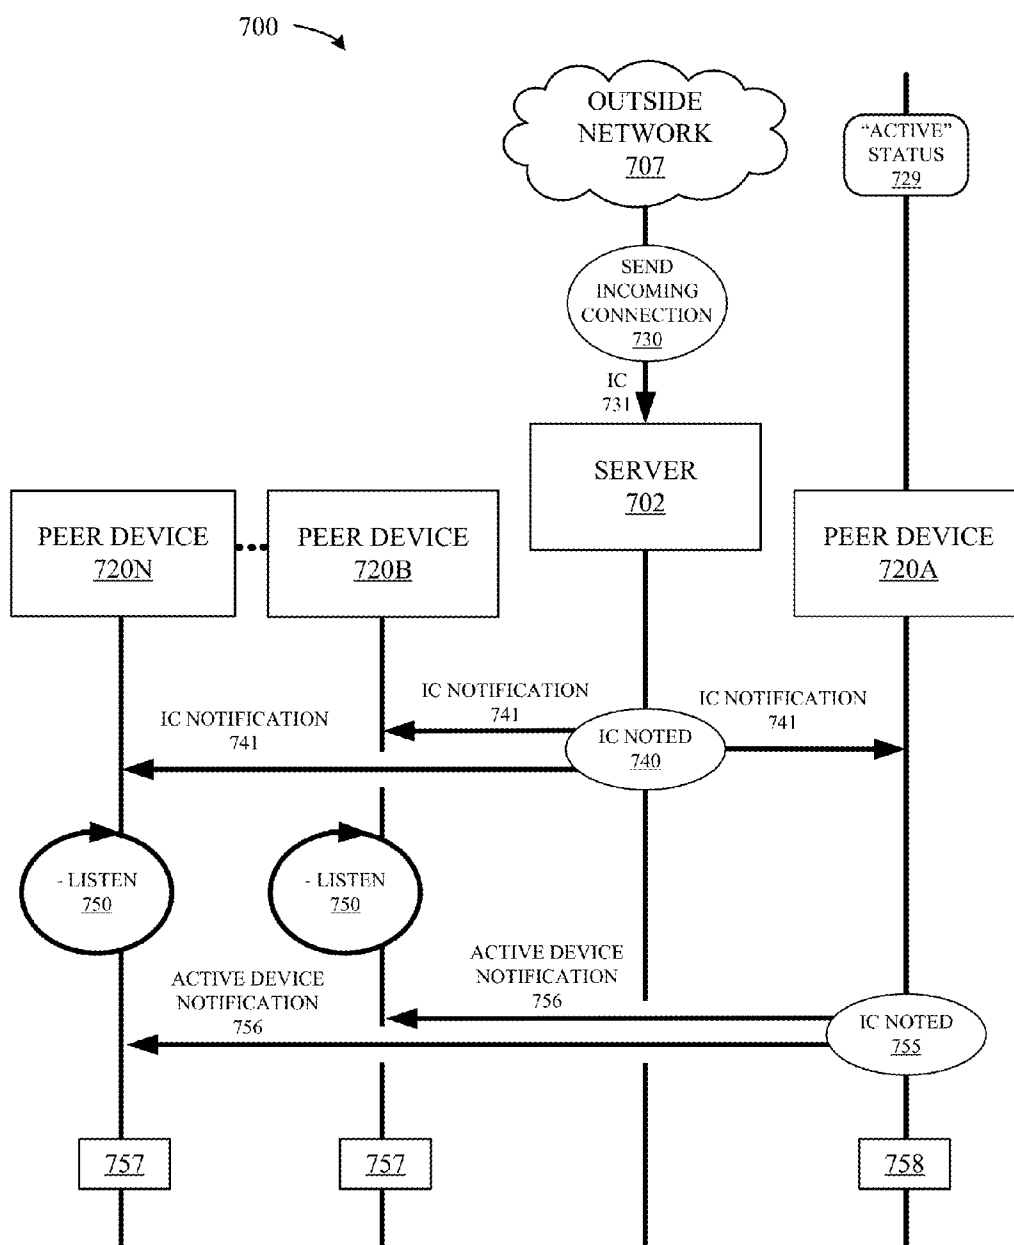 700
OUTSIDE
NETWORK
707
“ACTIVE”
STATUS
729
SEND
INCOMING
CONNECTION
730
IC
731
SERVER
702
PEER DEVICE
720N
PEER DEVICE
720B
PEER DEVICE
720A
IC NOTIFICATION
741
IC NOTIFICATION
741
IC NOTIFICATION
741
IC NOTED
740
- LISTEN
750
- LISTEN
750
ACTIVE DEVICE
NOTIFICATION
756
ACTIVE DEVICE
NOTIFICATION
756
IC NOTED
755
757
757
758